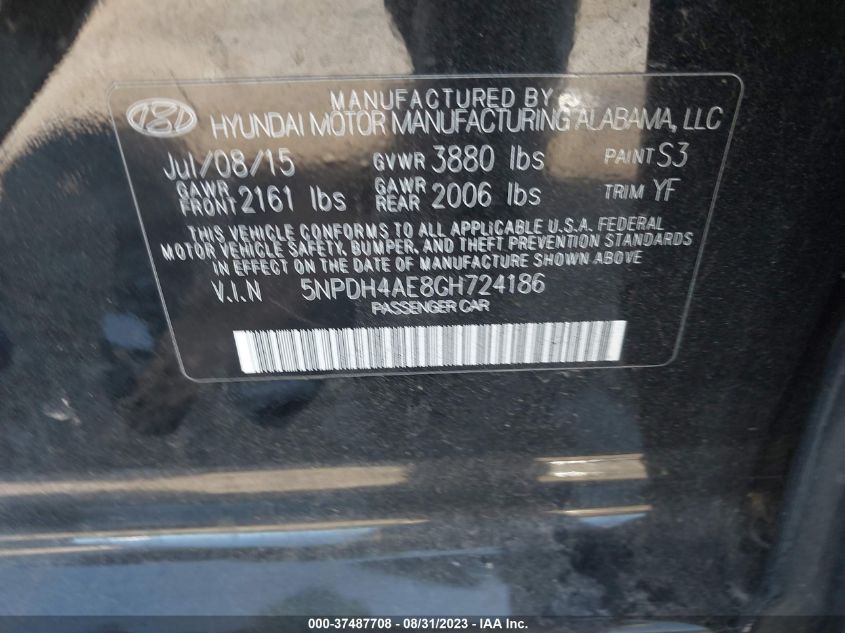 MANUFACTURED BY
HYUNDAI MOTOR MANUFACTURING ALABAMA, LLC
Jul/08/15 GVWR 3880 lbs PAINT S3
GAWR FRONT 2161 lbs GAWR REAR 2006 lbs TRIM YF
THIS VEHICLE CONFORMS TO ALL APPLICABLE U.S.A. FEDERAL
MOTOR VEHICLE SAFETY, BUMPER, AND THEFT PREVENTION STANDARDS
IN EFFECT ON THE DATE OF MANUFACTURE SHOWN ABOVE.
V.I.N 5NPDH4AE8GH724186
PASSENGER CAR
000-37487708 - 08/31/2023 - IAA Inc.